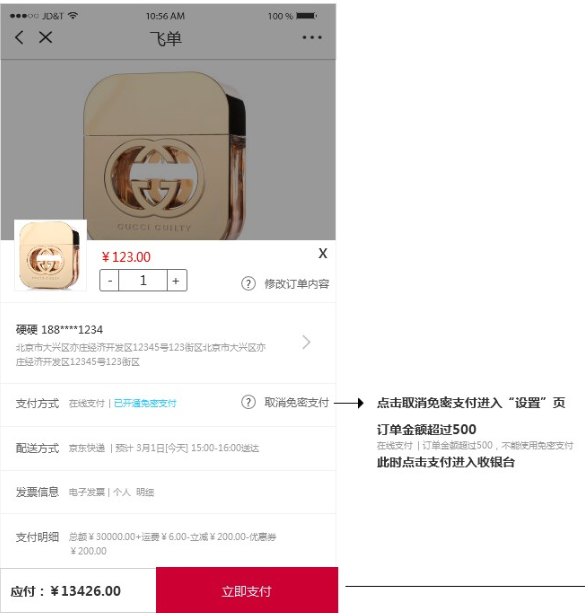 JD&T 10:56 AM 100 %
飞单
GUCCI GUILTY
¥123.00 X
- 1 +
? 修改订单内容
硬硬 188****1234
北京市大兴区亦庄经济开发区12345号123街区北京市大兴区亦
庄经济开发区12345号123街区
支付方式 在线支付 | 已开通免密支付 ? 取消免密支付
点击取消免密支付进入“设置”页
订单金额超过500
在线支付 | 订单金额超过500，不能使用免密支付
此时点击支付进入收银台
配送方式 京东快递 | 预计 3月1日[今天] 15:00-16:00送达
发票信息 电子发票 | 个人 明细
支付明细 总额¥30000.00+运费¥6.00-立减¥200.00-优惠券
¥200.00
应付：¥13426.00 立即支付